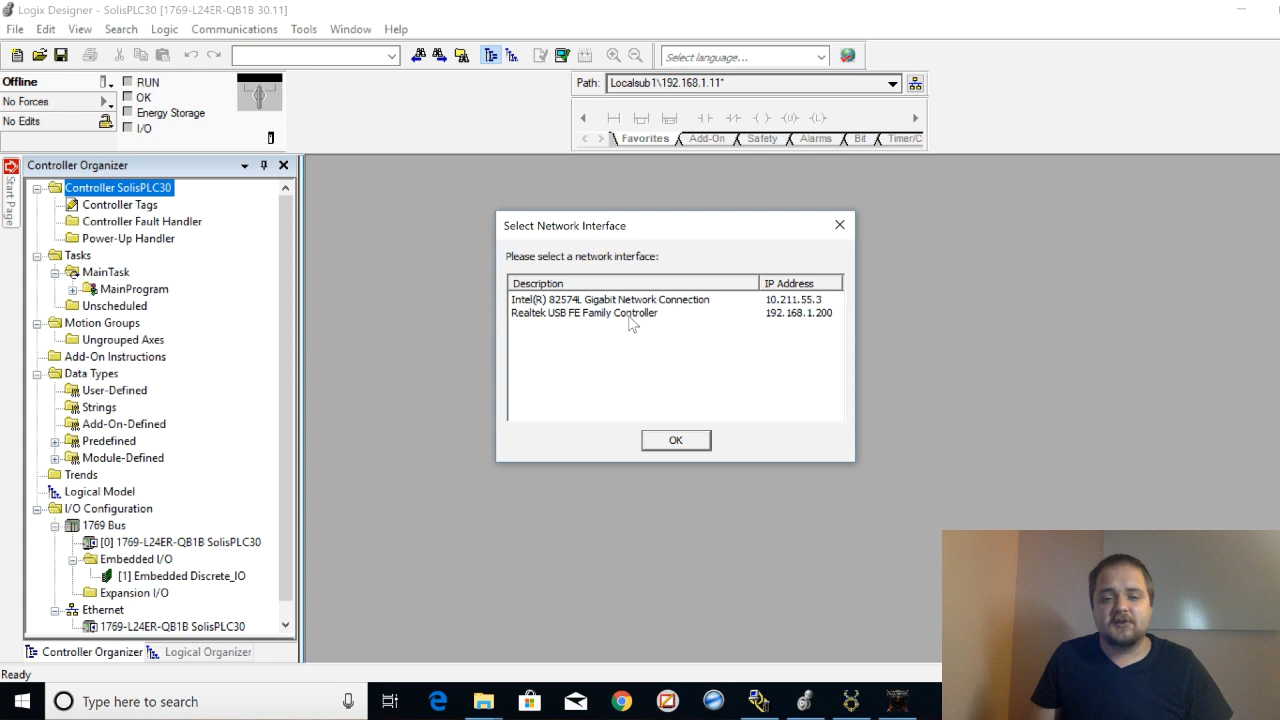 Logix Designer - SolisPLC30 [1769-L24ER-QB1B 30.11]
File Edit View Search Logic Communications Tools Window Help
Select language...
Offline
RUN
No Forces
OK
Energy Storage
No Edits
I/O
Path: Localsub1\192.168.1.11*
Favorites Add-On Safety Alarms Bit Timer/C
Start Page
Controller Organizer
Controller SolisPLC30
Controller Tags
Controller Fault Handler
Power-Up Handler
Tasks
MainTask
MainProgram
Unscheduled
Motion Groups
Ungrouped Axes
Add-On Instructions
Data Types
User-Defined
Strings
Add-On-Defined
Predefined
Module-Defined
Trends
Logical Model
I/O Configuration
1769 Bus
[0] 1769-L24ER-QB1B SolisPLC30
Embedded I/O
[1] Embedded Discrete_IO
Expansion I/O
Ethernet
1769-L24ER-QB1B SolisPLC30
Controller Organizer Logical Organizer
Select Network Interface
Please select a network interface:
Description IP Address
Intel(R) 82574L Gigabit Network Connection 10.211.55.3
Realtek USB FE Family Controller 192.168.1.200
OK
Ready
Type here to search